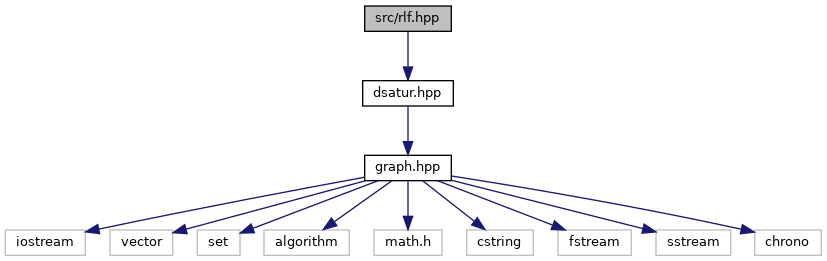 src/rlf.hpp
dsatur.hpp
graph.hpp
iostream
vector
set
algorithm
math.h
cstring
fstream
sstream
chrono